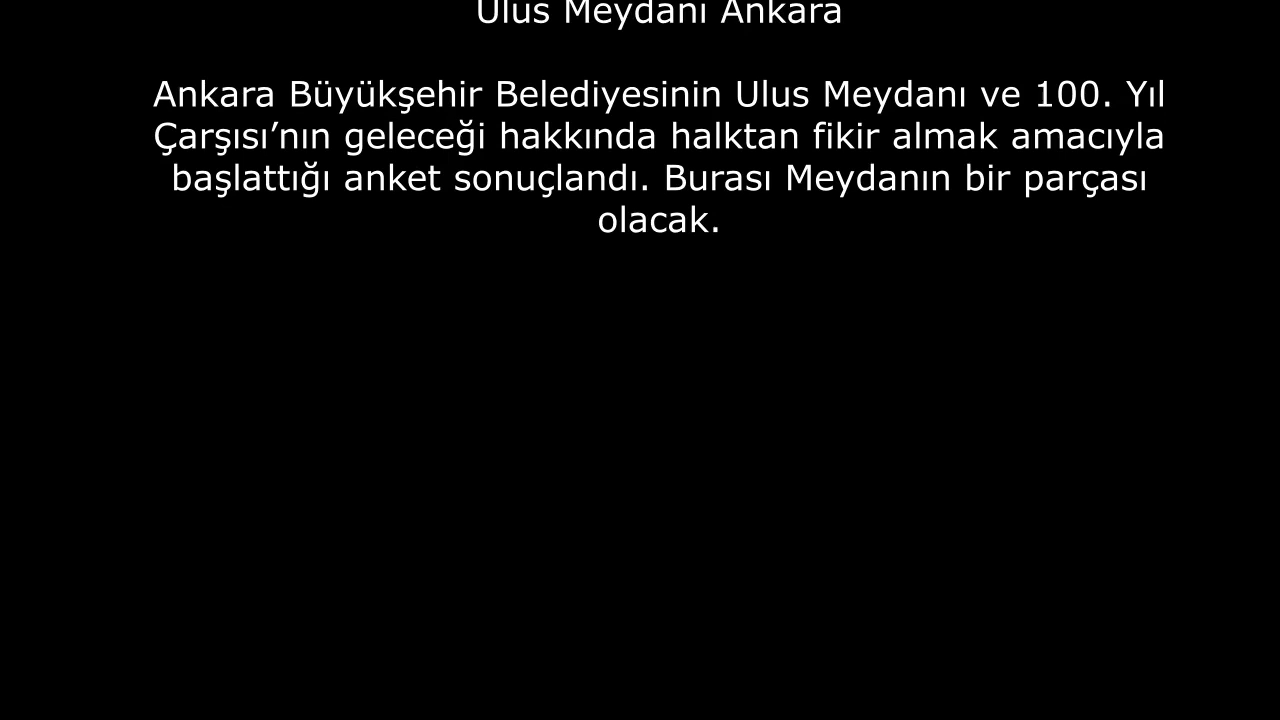 Ulus Meydanı Ankara
Ankara Büyükşehir Belediyesinin Ulus Meydanı ve 100. Yıl
Çarşısı’nın geleceği hakkında halktan fikir almak amacıyla
başlattığı anket sonuçlandı. Burası Meydanın bir parçası
olacak.